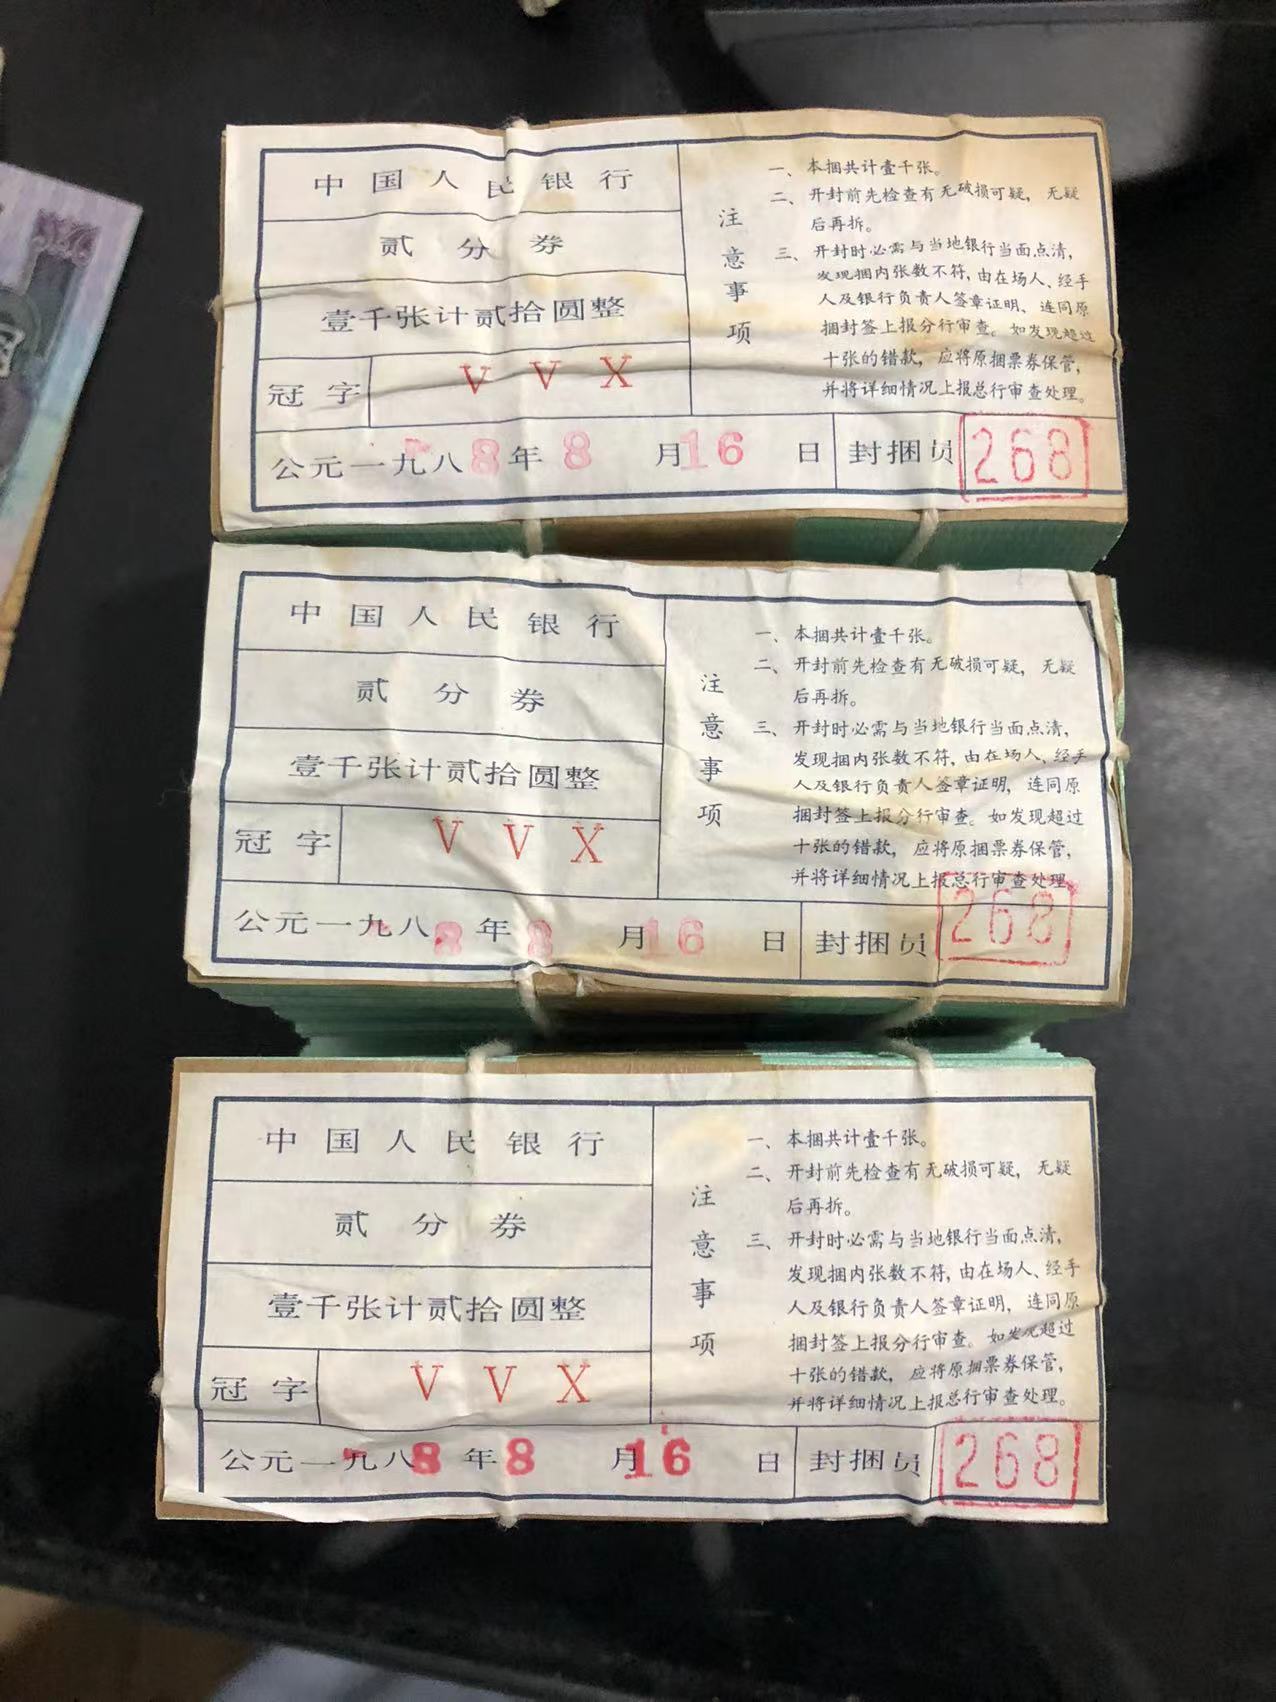 中国人民银行
贰分券
壹千张计贰拾圆整
冠字 V V X
公元一九八8年8月16日 封捆员 268
注意事项
一、本捆共计壹千张。
二、开封前先检查有无破损可疑，无疑
后再拆。
三、开封时必需与当地银行当面点清，
发现捆内张数不符，由在场人、经手
人及银行负责人签章证明、连同原
捆封签上报分行审查。如发现超过
十张的错款，应将原捆票券保管，
并将详细情况上报总行审查处理。
中国人民银行
贰分券
壹千张计贰拾圆整
冠字 V V X
公元一九八8年8月16日 封捆员 268
注意事项
一、本捆共计壹千张。
二、开封前先检查有无破损可疑，无疑
后再拆。
三、开封时必需与当地银行当面点清，
发现捆内张数不符，由在场人、经手
人及银行负责人签章证明，连同原
捆封签上报分行审查。如发现超过
十张的错款，应将原捆票券保管，
并将详细情况上报总行审查处理。
中国人民银行
贰分券
壹千张计贰拾圆整
冠字 V V X
公元一九八8年8月16日 封捆员 268
注意事项
一、本捆共计壹千张。
二、开封前先检查有无破损可疑，无疑
后再拆。
三、开封时必需与当地银行当面点清，
发现捆内张数不符，由在场人、经手
人及银行负责人签章证明，连同原
捆封签上报分行审查。如发现超过
十张的错款，应将原捆票券保管，
并将详细情况上报总行审查处理。